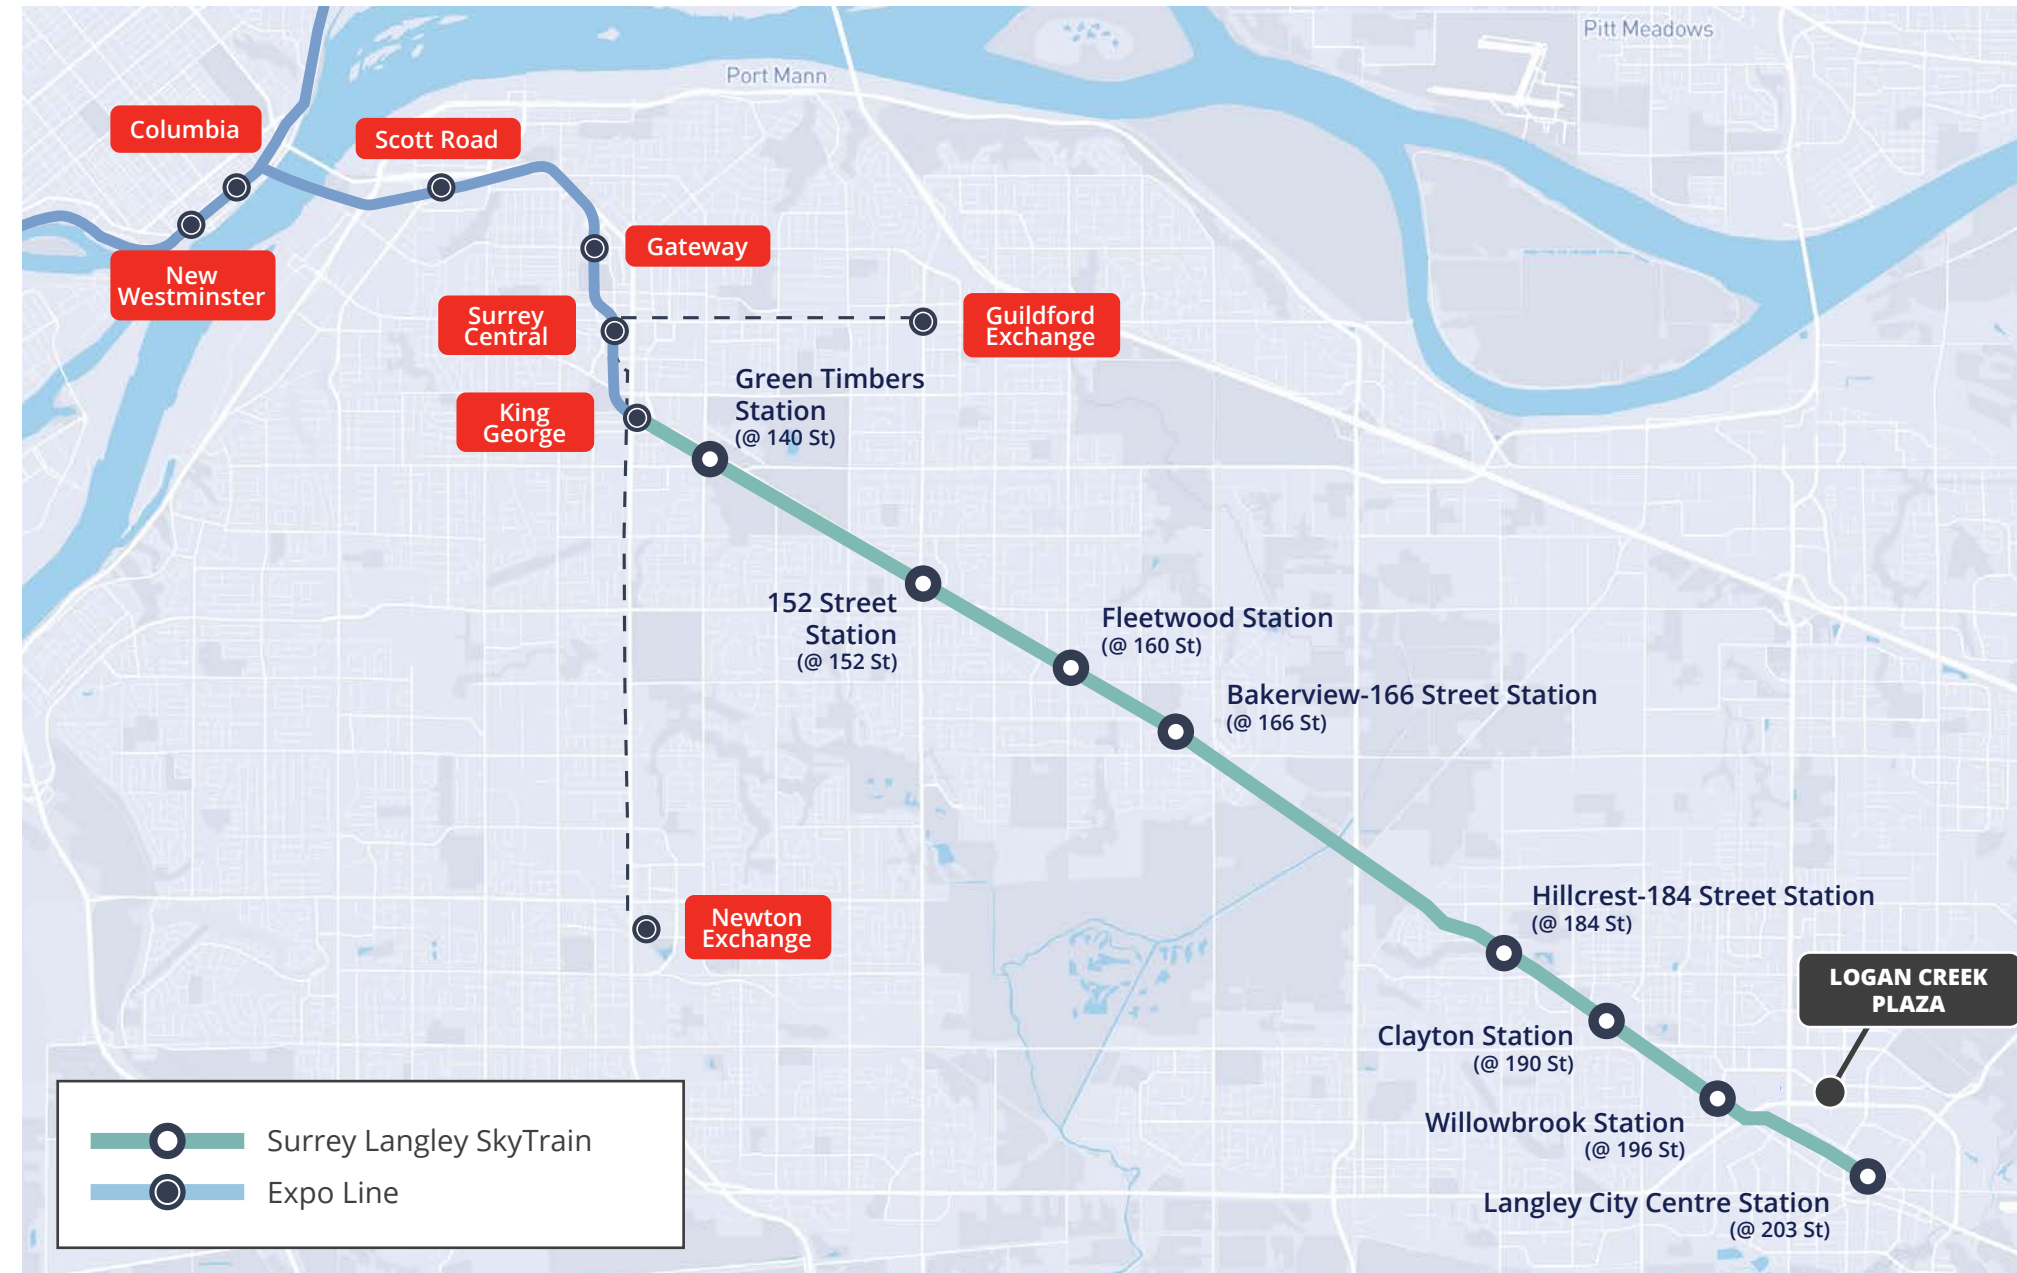 Pitt Meadows
Port Mann
Columbia
Scott Road
New
Westminster
Gateway
Surrey
Central
Guildford
Exchange
King
George
Green Timbers
Station
(@ 140 St)
152 Street
Station
(@ 152 St)
Fleetwood Station
(@ 160 St)
Bakerview-166 Street Station
(@ 166 St)
Hillcrest-184 Street Station
(@ 184 St)
Newton
Exchange
LOGAN CREEK
PLAZA
Clayton Station
(@ 190 St)
Willowbrook Station
(@ 196 St)
Langley City Centre Station
(@ 203 St)
Surrey Langley SkyTrain
Expo Line